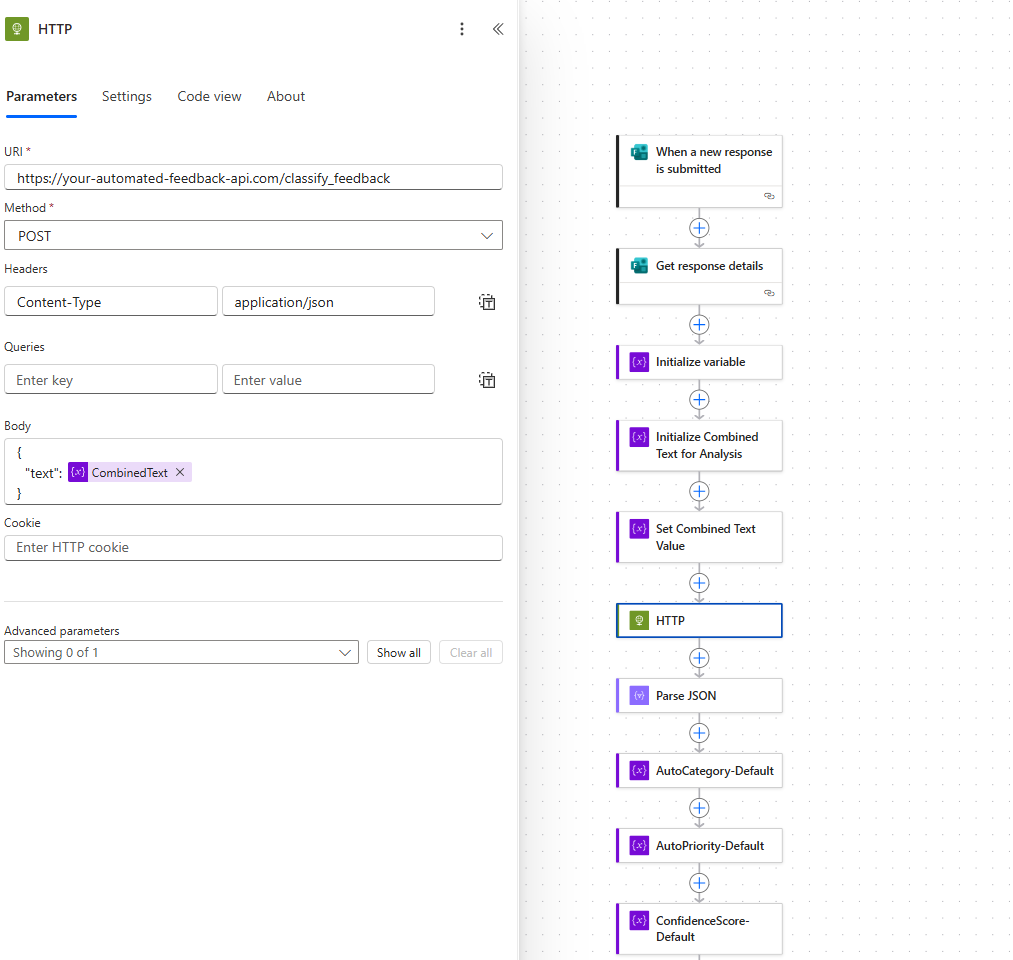 HTTP
Parameters
Settings
Code view
About
URI *
https://your-automated-feedback-api.com/classify_feedback
Method *
POST
Headers
Content-Type
application/json
Queries
Enter key
Enter value
Body
{
"text": {x} CombinedText ×
}
Cookie
Enter HTTP cookie
Advanced parameters
Showing 0 of 1
Show all
Clear all
When a new response
is submitted
Get response details
{x} Initialize variable
{x} Initialize Combined
Text for Analysis
{x} Set Combined Text
Value
HTTP
Parse JSON
{x} AutoCategory-Default
{x} AutoPriority-Default
{x} ConfidenceScore-
Default